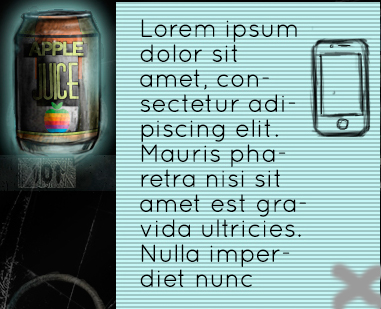 APPLE
JUICE
Lorem ipsum
dolor sit
amet, con-
sectetur adi-
piscing elit.
Mauris pha-
retra nisi sit
amet est gra-
vida ultricies.
Nulla imper-
diet nunc